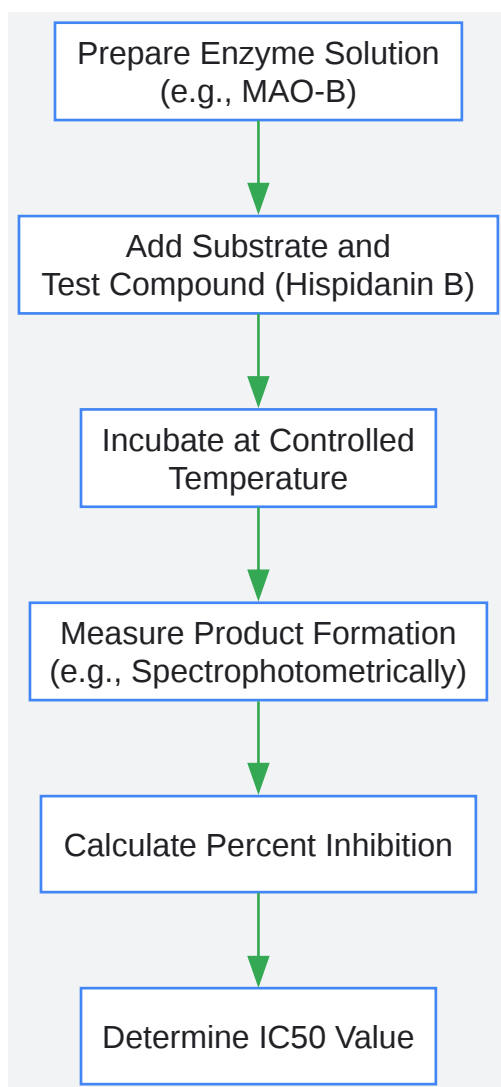 Prepare Enzyme Solution
(e.g., MAO-B)
Add Substrate and
Test Compound (Hispidanin B)
Incubate at Controlled
Temperature
Measure Product Formation
(e.g., Spectrophotometrically)
Calculate Percent Inhibition
Determine IC50 Value